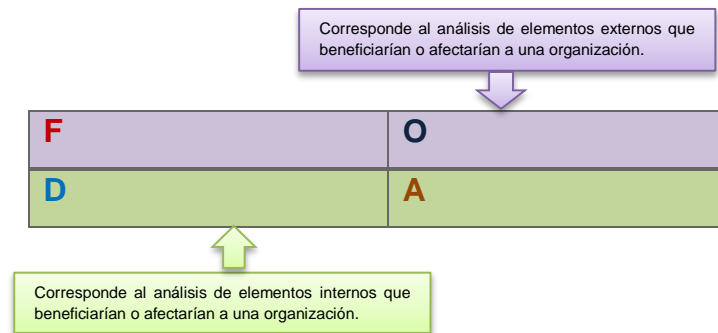 Corresponde al análisis de elementos externos que
beneficiarían o afectarían a una organización.
F O
D A
Corresponde al análisis de elementos internos que
beneficiarían o afectarían a una organización.